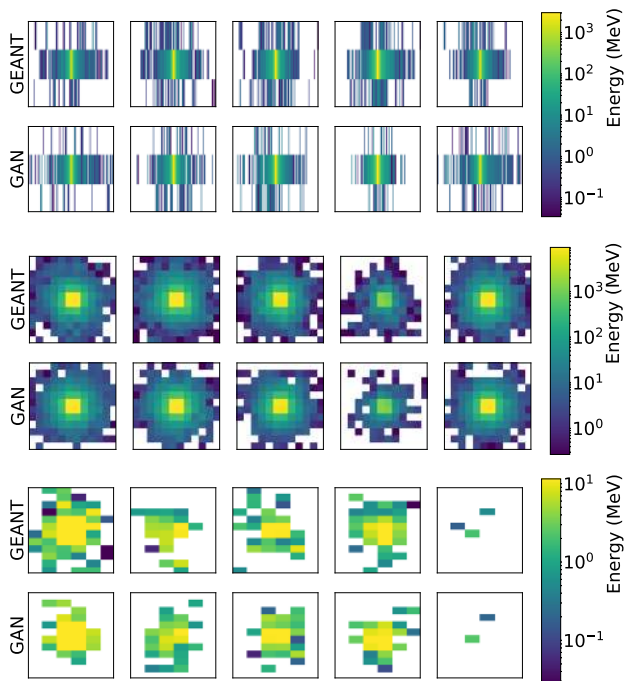 GEANT
10³
10²
10¹
10⁰
10⁻¹
Energy (MeV)
GAN
GEANT
10³
10²
10¹
10⁰
Energy (MeV)
GAN
GEANT
10¹
10⁰
10⁻¹
Energy (MeV)
GAN